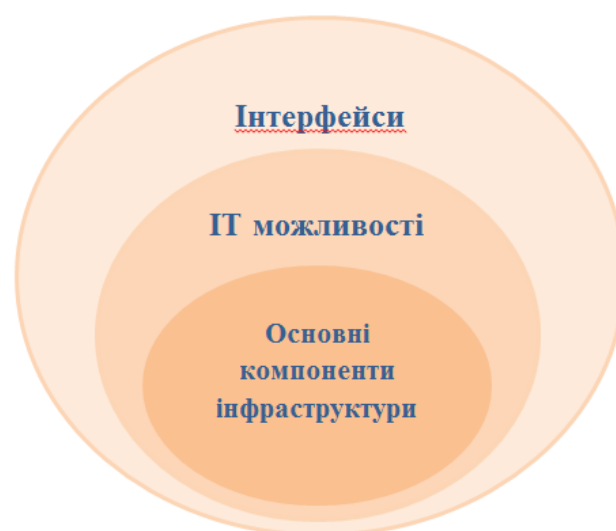 Інтерфейси
ІТ можливості
Основні
компоненти
інфраструктури